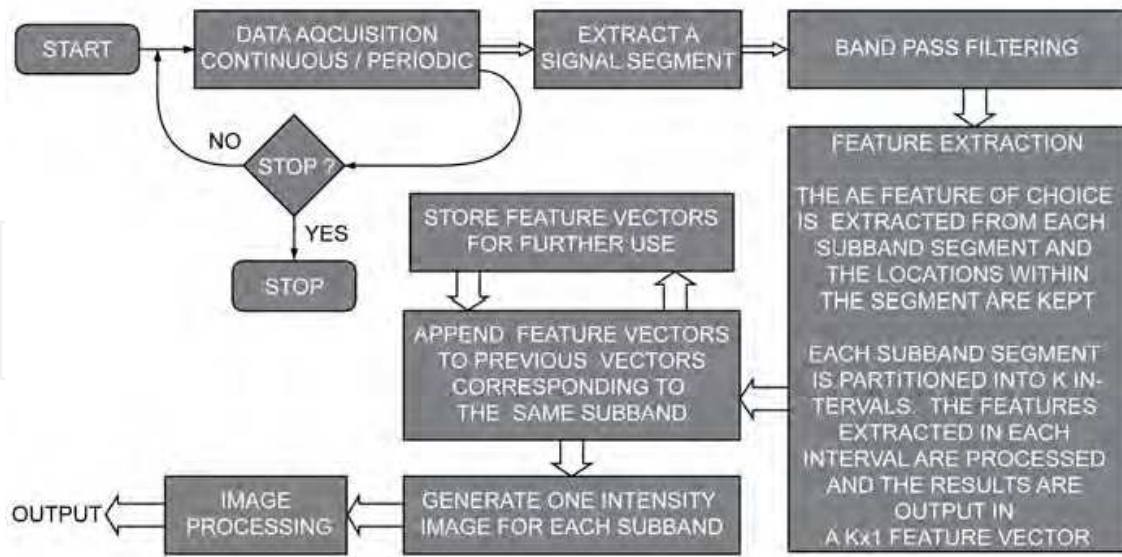 START
DATA AQCUISITION
CONTINUOUS / PERIODIC
EXTRACT A
SIGNAL SEGMENT
BAND PASS FILTERING
NO
STOP ?
YES
STOP
FEATURE EXTRACTION
THE AE FEATURE OF CHOICE
IS EXTRACTED FROM EACH
SUBBAND SEGMENT AND
THE LOCATIONS WITHIN
THE SEGMENT ARE KEPT
EACH SUBBAND SEGMENT
IS PARTITIONED INTO K IN-
TERVALS. THE FEATURES
EXTRACTED IN EACH
INTERVAL ARE PROCESSED
AND THE RESULTS ARE
OUTPUT IN
A Kx1 FEATURE VECTOR
STORE FEATURE VECTORS
FOR FURTHER USE
APPEND FEATURE VECTORS
TO PREVIOUS VECTORS
CORRESPONDING TO
THE SAME SUBBAND
GENERATE ONE INTENSITY
IMAGE FOR EACH SUBBAND
IMAGE
PROCESSING
OUTPUT